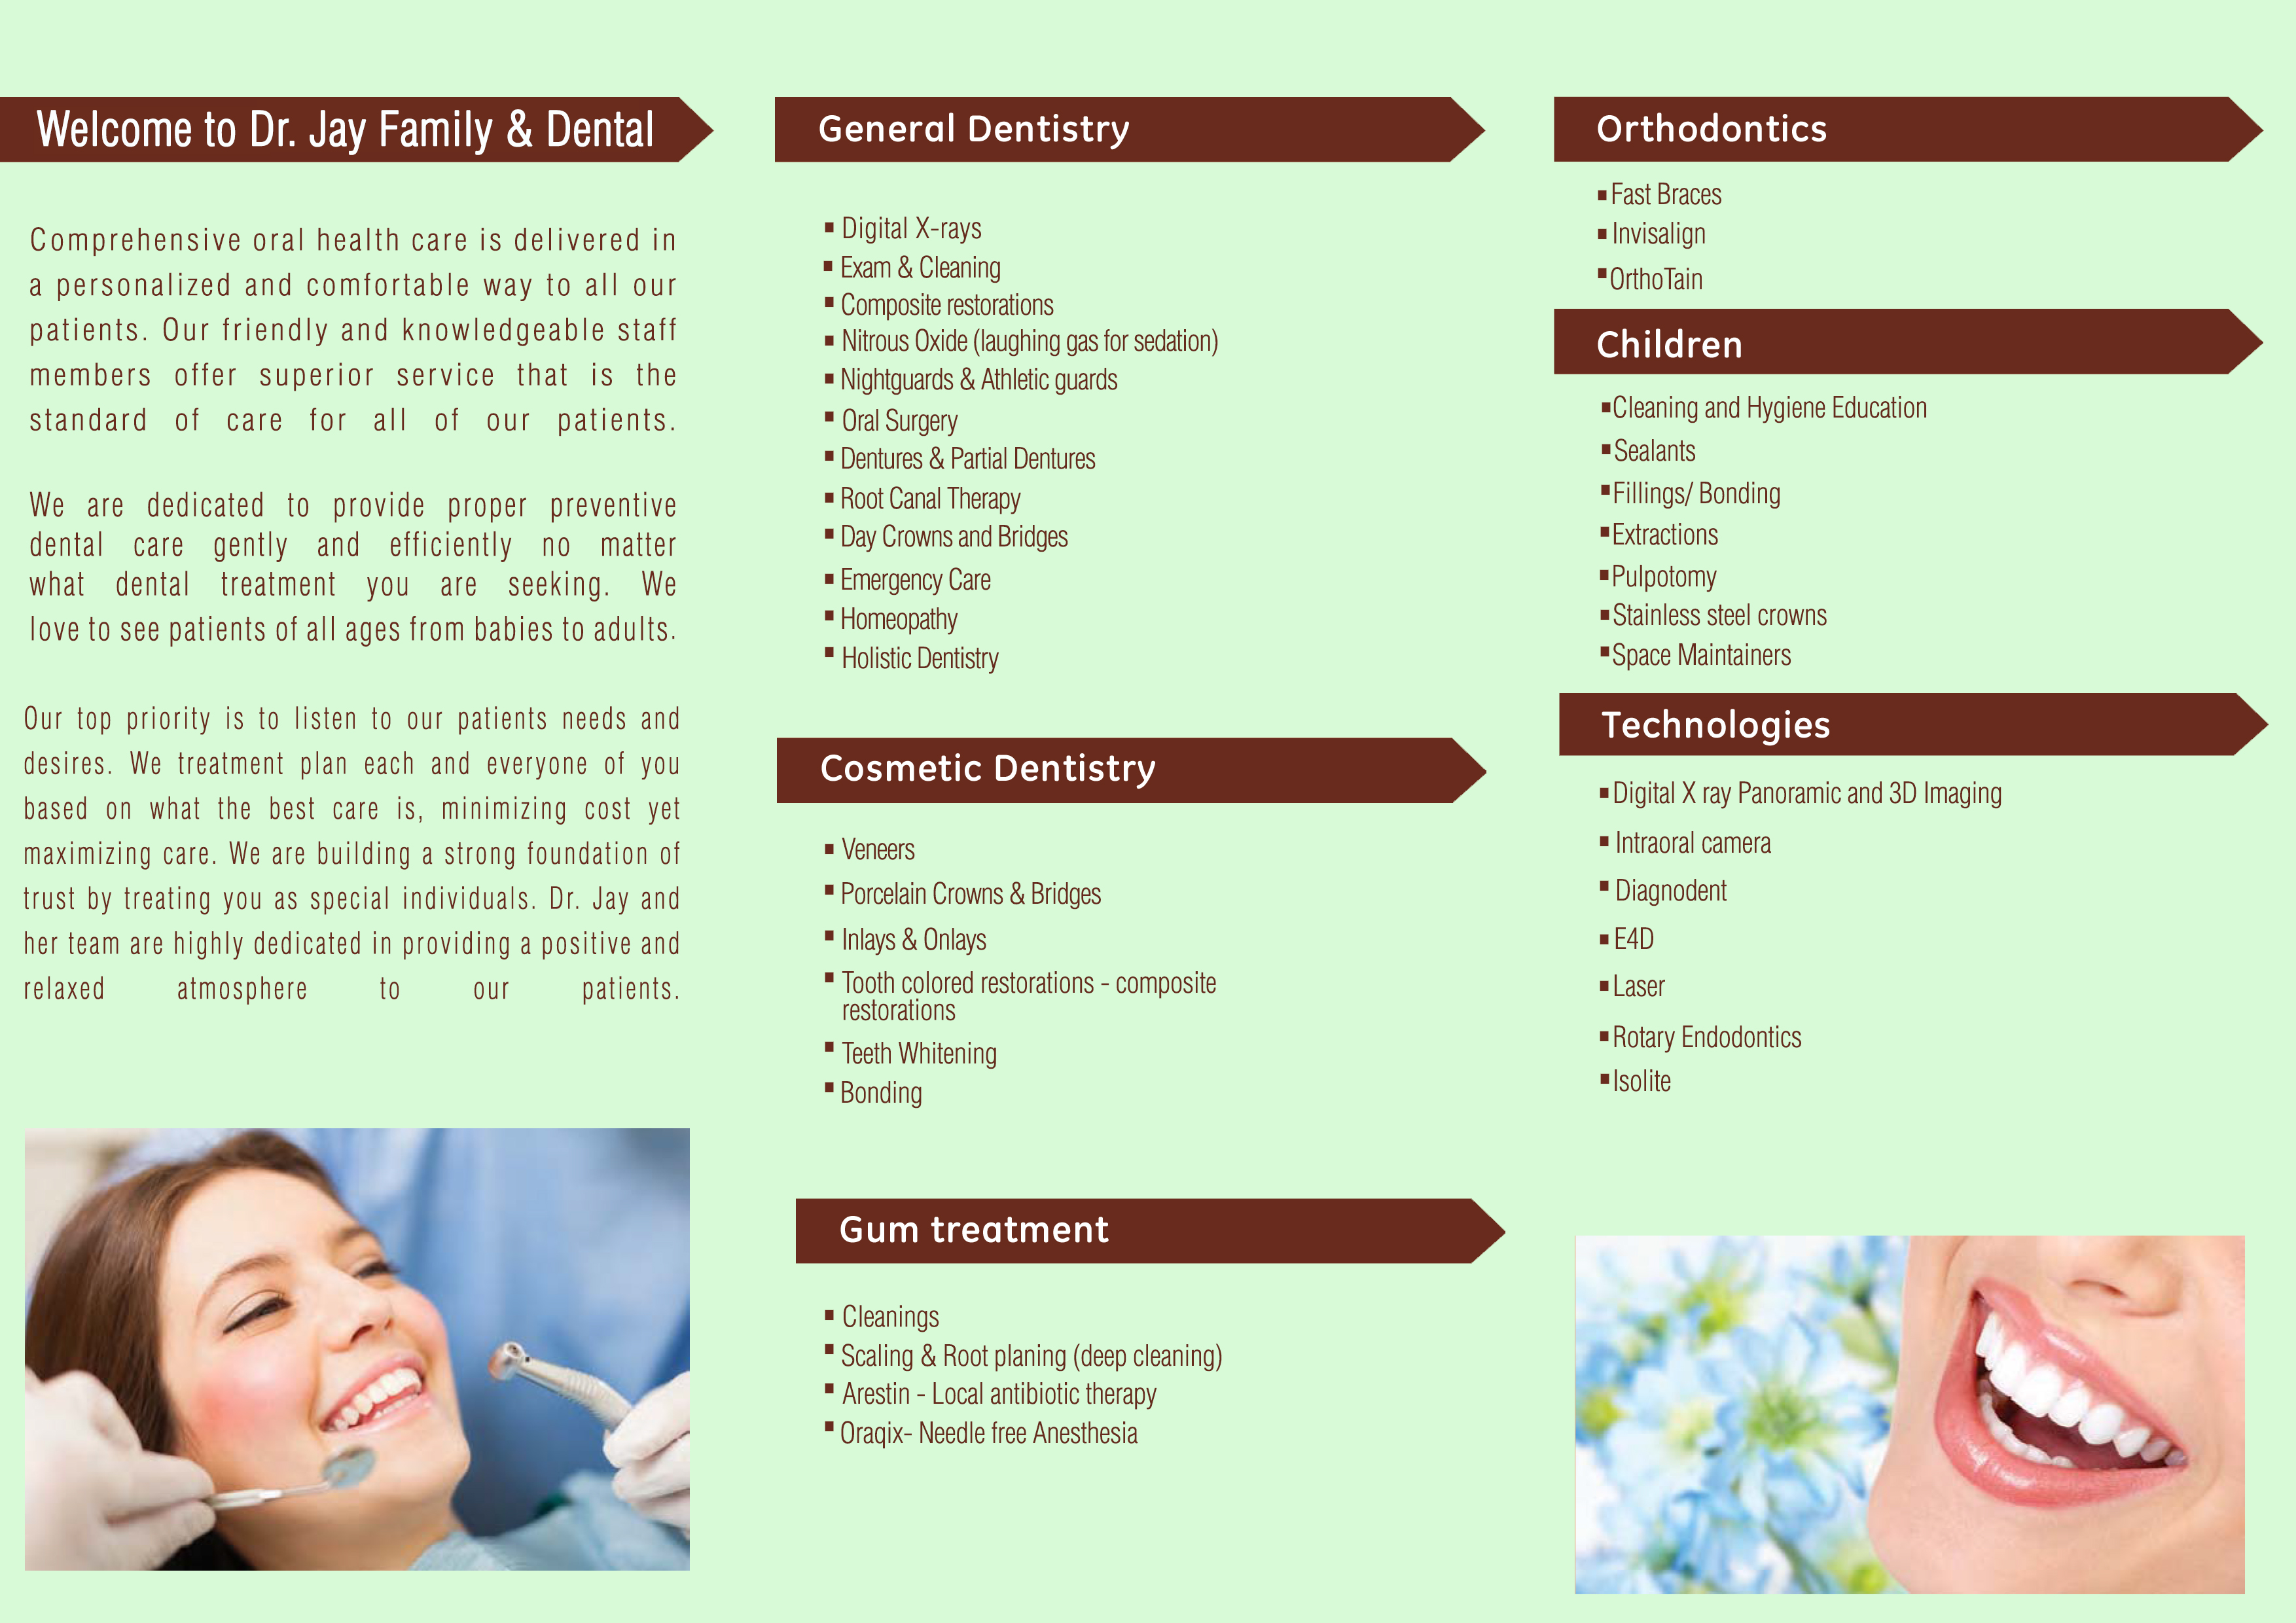 Welcome to Dr. Jay Family & Dental
Comprehensive oral health care is delivered in
a personalized and comfortable way to all our
patients. Our friendly and knowledgeable staff
members offer superior service that is the
standard of care for all of our patients.
We are dedicated to provide proper preventive
dental care gently and efficiently no matter
what dental treatment you are seeking. We
love to see patients of all ages from babies to adults.
Our top priority is to listen to our patients needs and
desires. We treatment plan each and everyone of you
based on what the best care is, minimizing cost yet
maximizing care. We are building a strong foundation of
trust by treating you as special individuals. Dr. Jay and
her team are highly dedicated in providing a positive and
relaxed atmosphere to our patients.
General Dentistry
▪ Digital X-rays
▪ Exam & Cleaning
▪ Composite restorations
▪ Nitrous Oxide (laughing gas for sedation)
▪ Nightguards & Athletic guards
▪ Oral Surgery
▪ Dentures & Partial Dentures
▪ Root Canal Therapy
▪ Day Crowns and Bridges
▪ Emergency Care
▪ Homeopathy
▪ Holistic Dentistry
Cosmetic Dentistry
▪ Veneers
▪ Porcelain Crowns & Bridges
▪ Inlays & Onlays
▪ Tooth colored restorations - composite
restorations
▪ Teeth Whitening
▪ Bonding
Gum treatment
▪ Cleanings
▪ Scaling & Root planing (deep cleaning)
▪ Arestin - Local antibiotic therapy
▪ Oraqix- Needle free Anesthesia
Orthodontics
▪Fast Braces
▪Invisalign
▪OrthoTain
Children
▪Cleaning and Hygiene Education
▪Sealants
▪Fillings/ Bonding
▪Extractions
▪Pulpotomy
▪Stainless steel crowns
▪Space Maintainers
Technologies
▪Digital X ray Panoramic and 3D Imaging
▪ Intraoral camera
▪ Diagnodent
▪ E4D
▪Laser
▪Rotary Endodontics
▪Isolite